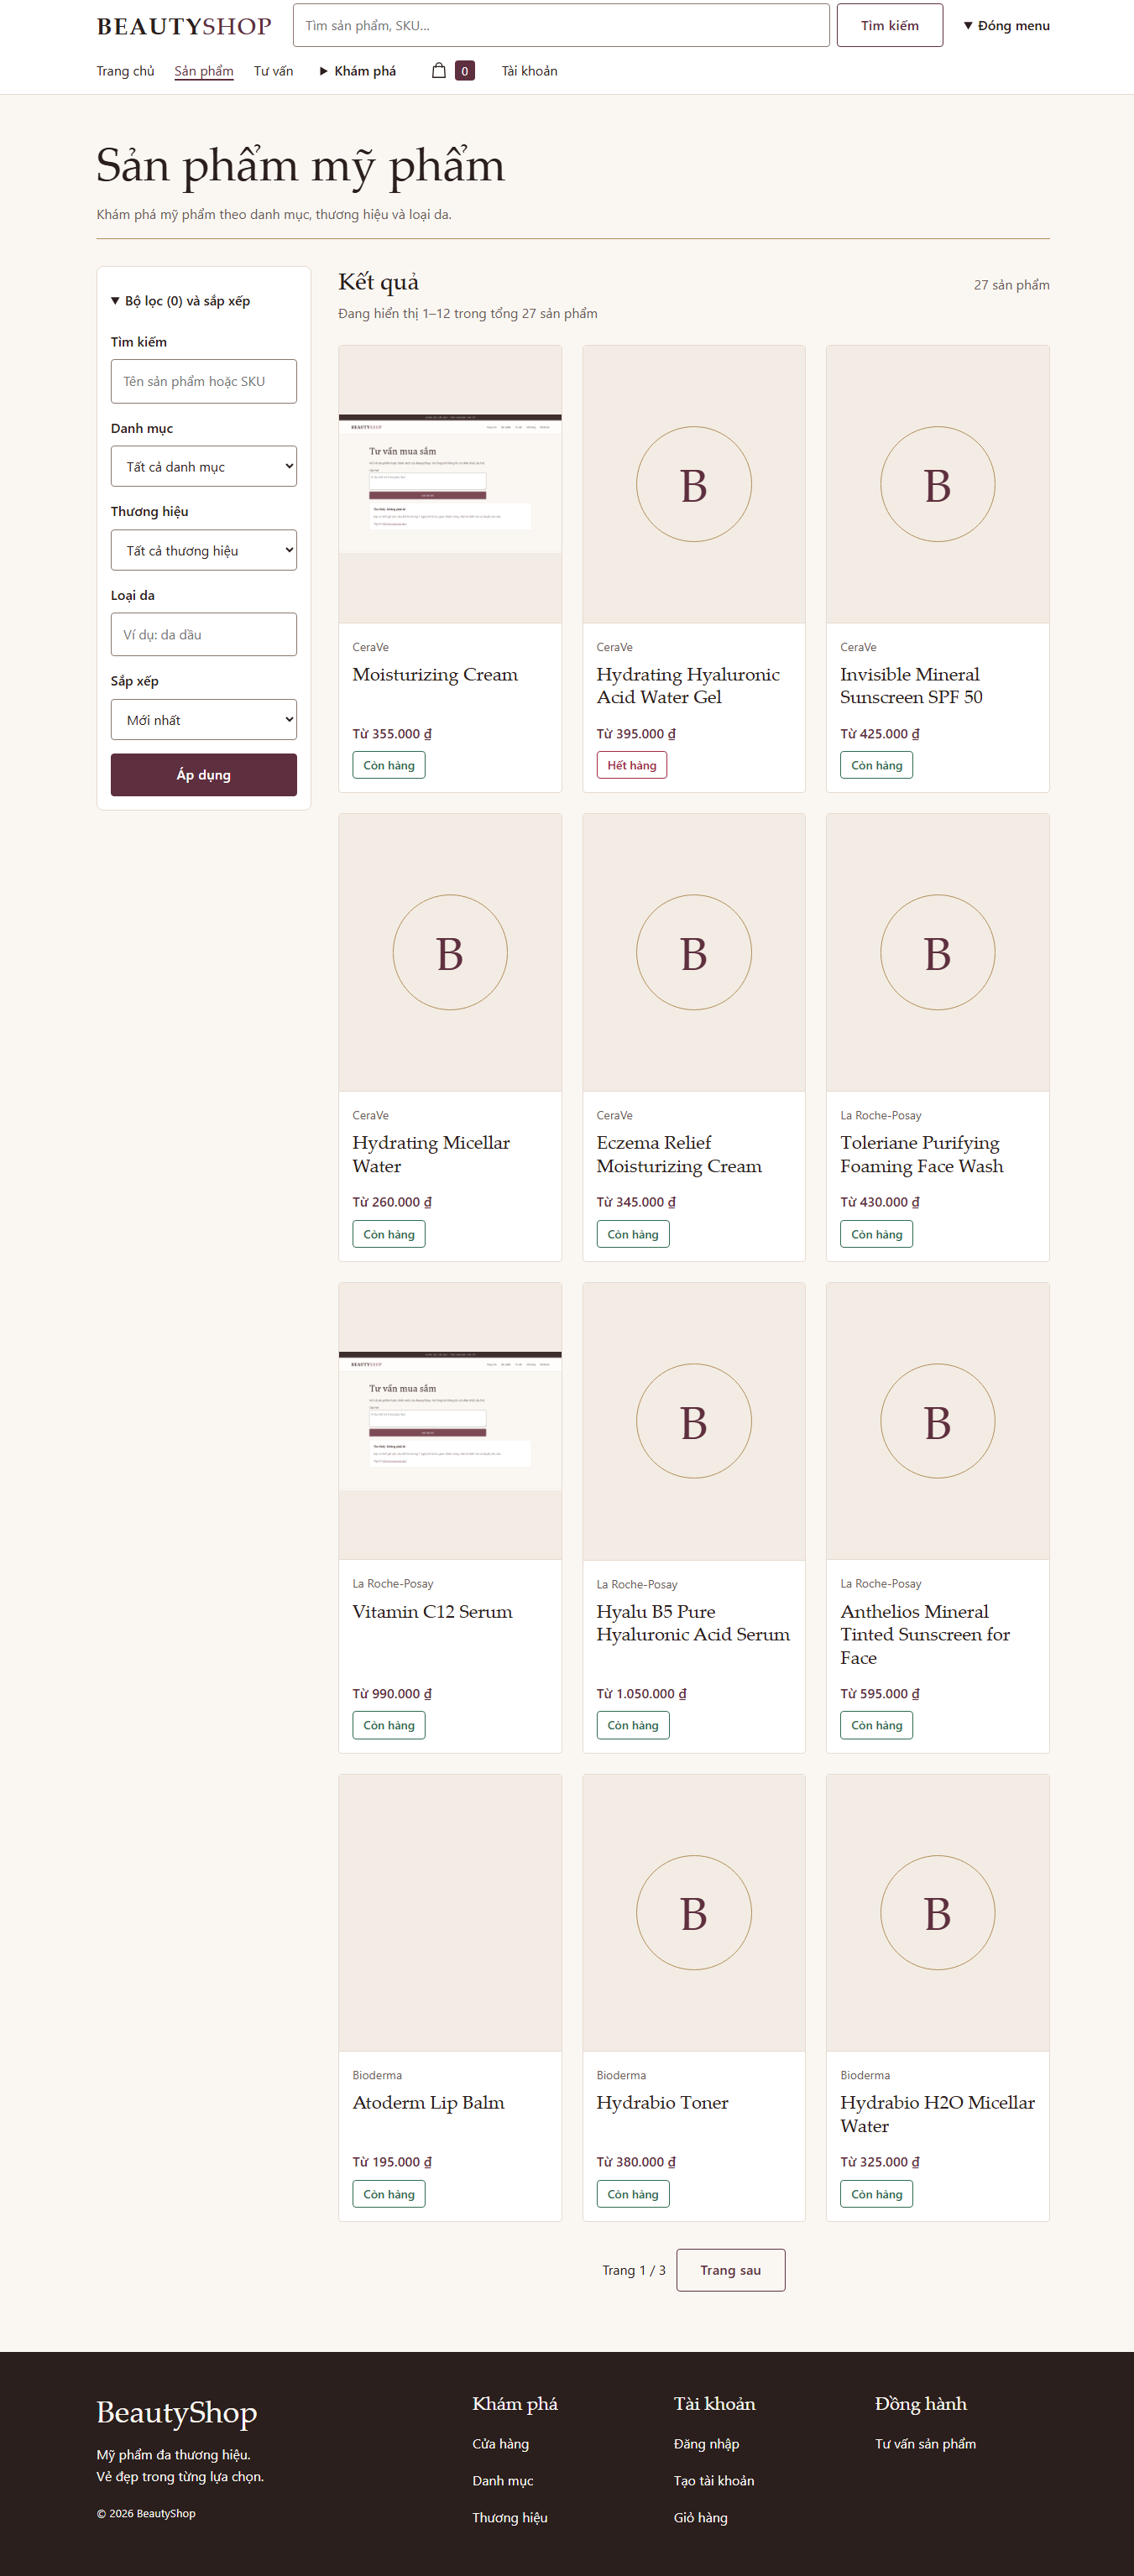 BEAUTYSHOP
Tìm sản phẩm, SKU...
Tìm kiếm
▼ Đóng menu
Trang chủ
Sản phẩm
Tư vấn
▶ Khám phá
0
Tài khoản
Sản phẩm mỹ phẩm
Khám phá mỹ phẩm theo danh mục, thương hiệu và loại da.
▼ Bộ lọc (0) và sắp xếp
Tìm kiếm
Tên sản phẩm hoặc SKU
Danh mục
Tất cả danh mục
Thương hiệu
Tất cả thương hiệu
Loại da
Ví dụ: da dầu
Sắp xếp
Mới nhất
Áp dụng
Kết quả
27 sản phẩm
Đang hiển thị 1–12 trong tổng 27 sản phẩm
BEAUTYSHOP
Tư vấn mua sắm
CeraVe
Moisturizing Cream
Từ 355.000 ₫
Còn hàng
B
CeraVe
Hydrating Hyaluronic
Acid Water Gel
Từ 395.000 ₫
Hết hàng
B
CeraVe
Invisible Mineral
Sunscreen SPF 50
Từ 425.000 ₫
Còn hàng
B
CeraVe
Hydrating Micellar
Water
Từ 260.000 ₫
Còn hàng
B
CeraVe
Eczema Relief
Moisturizing Cream
Từ 345.000 ₫
Còn hàng
B
La Roche-Posay
Toleriane Purifying
Foaming Face Wash
Từ 430.000 ₫
Còn hàng
BEAUTYSHOP
Tư vấn mua sắm
La Roche-Posay
Vitamin C12 Serum
Từ 990.000 ₫
Còn hàng
B
La Roche-Posay
Hyalu B5 Pure
Hyaluronic Acid Serum
Từ 1.050.000 ₫
Còn hàng
B
La Roche-Posay
Anthelios Mineral
Tinted Sunscreen for
Face
Từ 595.000 ₫
Còn hàng
Bioderma
Atoderm Lip Balm
Từ 195.000 ₫
Còn hàng
B
Bioderma
Hydrabio Toner
Từ 380.000 ₫
Còn hàng
B
Bioderma
Hydrabio H2O Micellar
Water
Từ 325.000 ₫
Còn hàng
Trang 1 / 3
Trang sau
BeautyShop
Mỹ phẩm đa thương hiệu.
Vẻ đẹp trong từng lựa chọn.
© 2026 BeautyShop
Khám phá
Cửa hàng
Danh mục
Thương hiệu
Tài khoản
Đăng nhập
Tạo tài khoản
Giỏ hàng
Đồng hành
Tư vấn sản phẩm